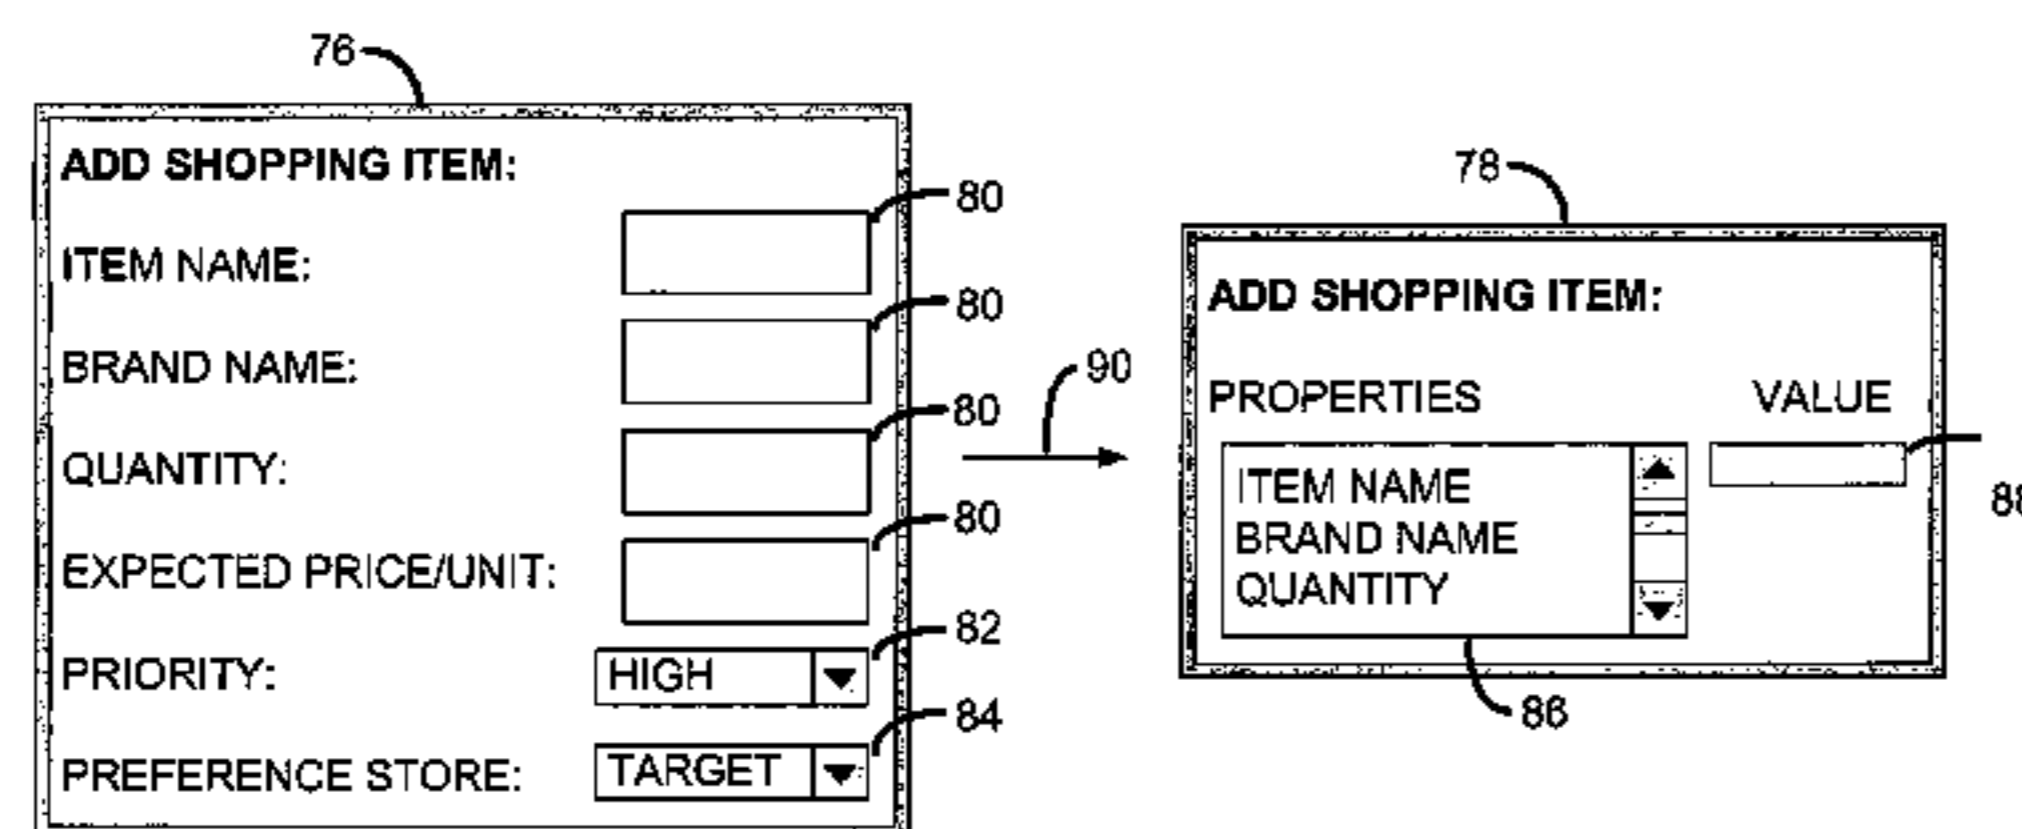 76
ADD SHOPPING ITEM:
80
ITEM NAME:
80
BRAND NAME:
80
QUANTITY:
80
EXPECTED PRICE/UNIT:
82
PRIORITY: HIGH
84
PREFERENCE STORE: TARGET
90
78
ADD SHOPPING ITEM:
PROPERTIES VALUE
ITEM NAME
BRAND NAME
QUANTITY
88
86